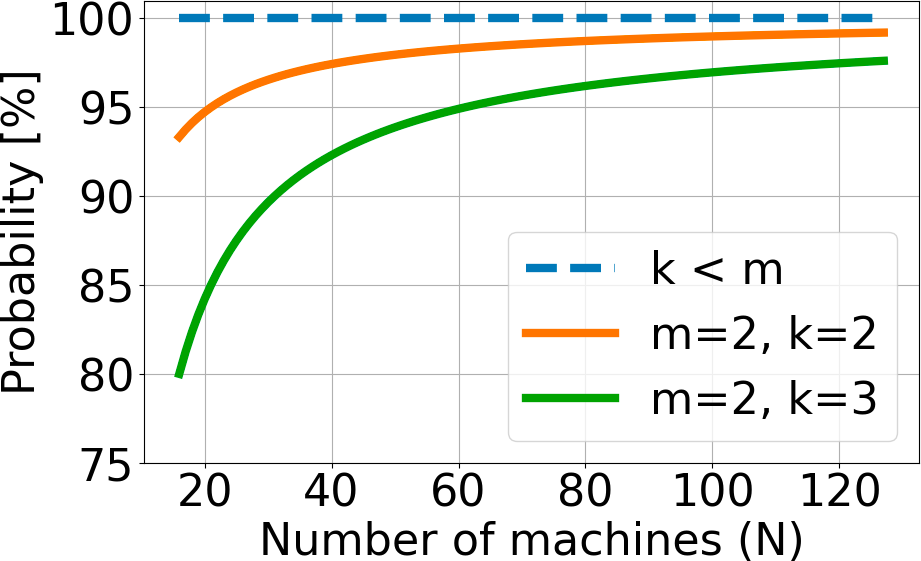 Probability [%]
100
95
90
85
80
75
k < m
m=2, k=2
m=2, k=3
20 40 60 80 100 120
Number of machines (N)